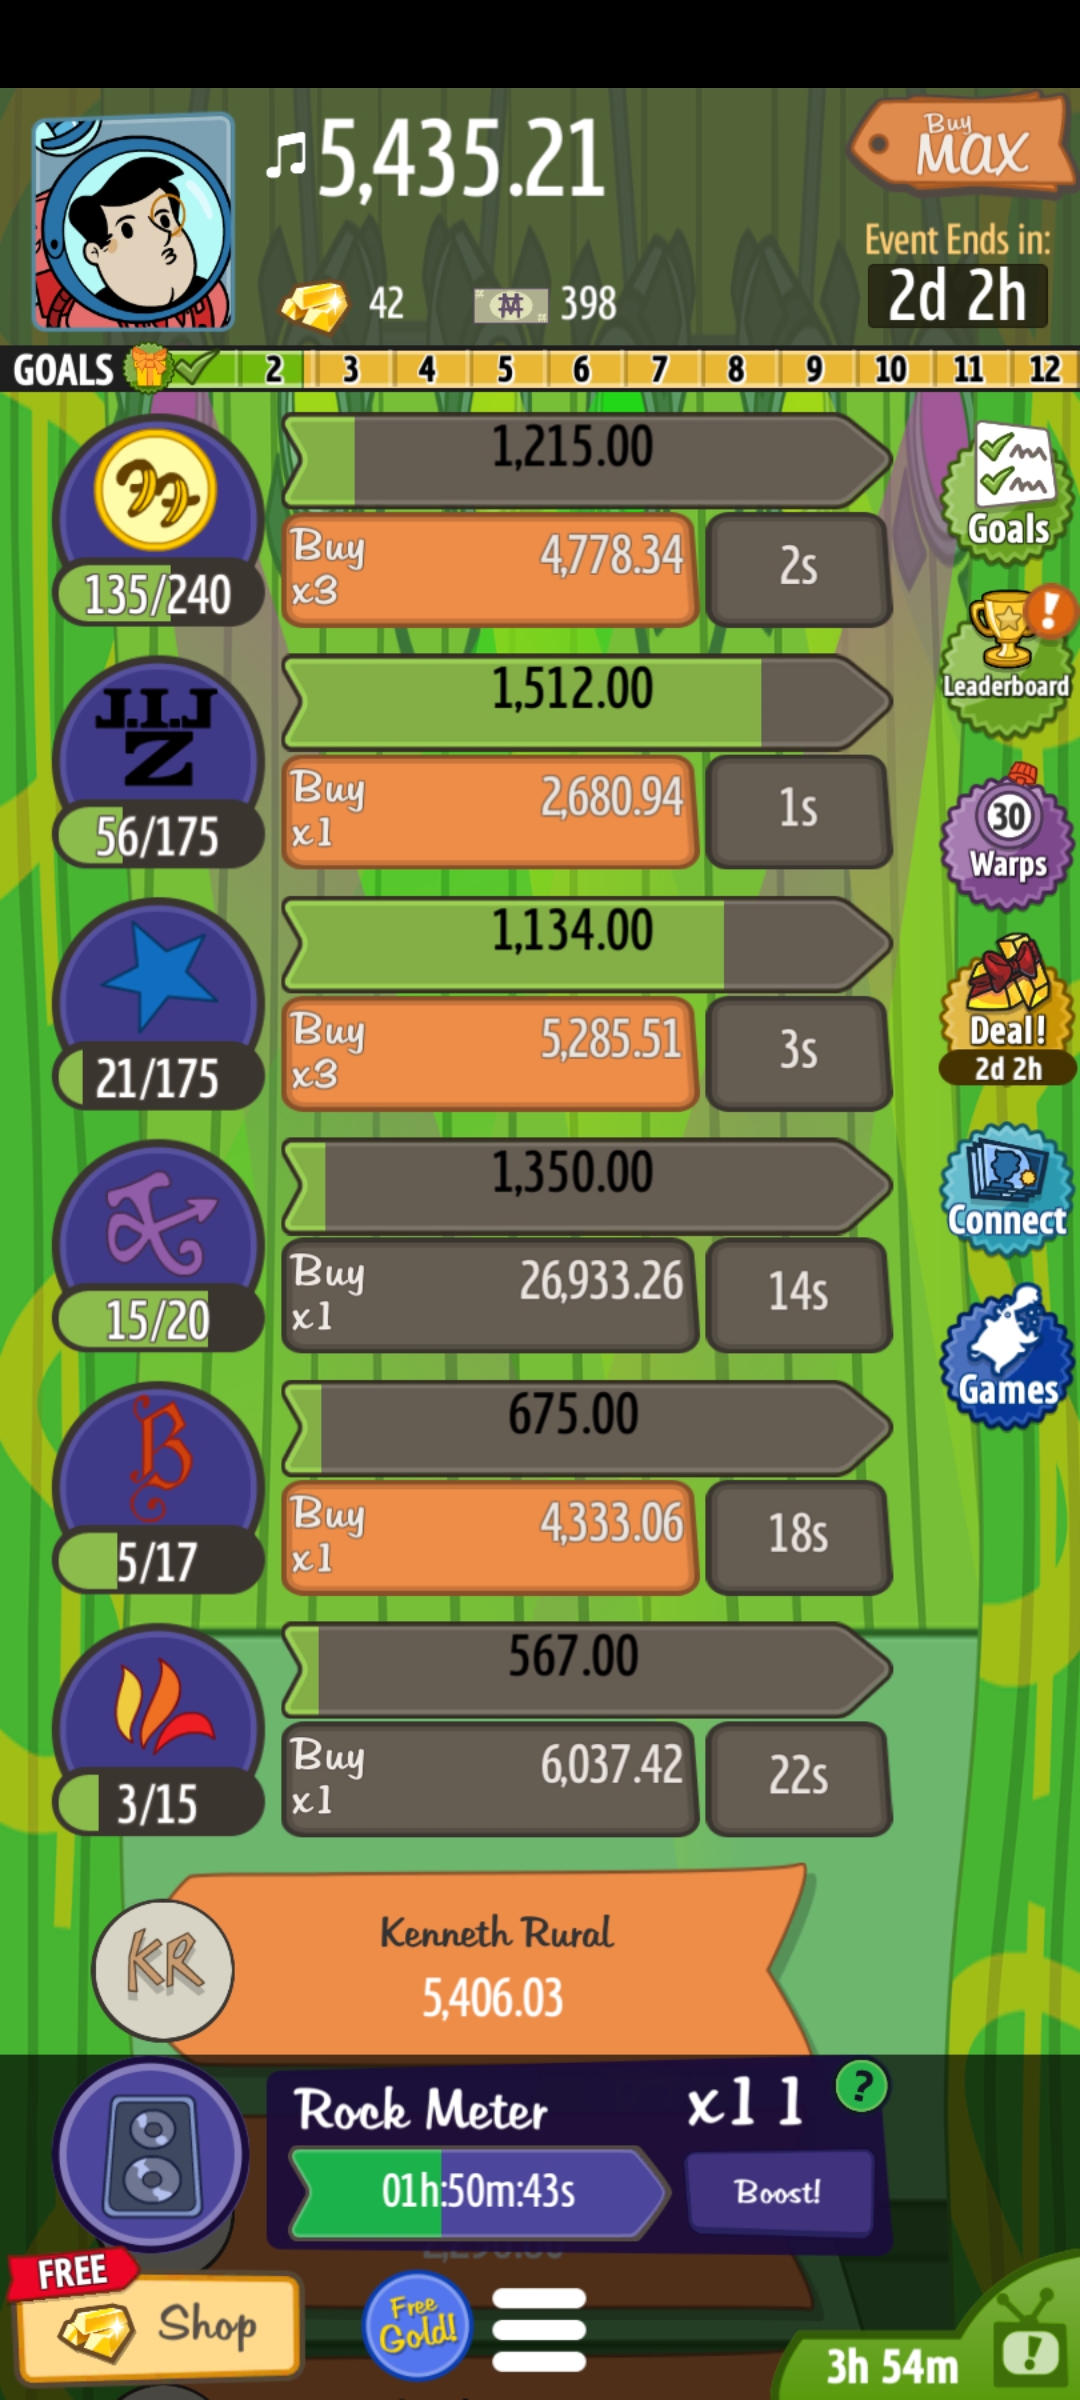 5,435.21
Buy
MAX
Event Ends in:
42
398
2d 2h
GOALS 2 3 4 5 6 7 8 9 10 11 12
1,215.00
Buy
x3
4,778.34
2s
135/240
Goals
J.I.J
Z
1,512.00
Buy
x1
2,680.94
1s
56/175
!
Leaderboard
30
Warps
1,134.00
Buy
x3
5,285.51
3s
21/175
Deal!
2d 2h
1,350.00
Buy
x1
26,933.26
14s
15/20
Connect
B
675.00
Buy
x1
4,333.06
18s
5/17
Games
567.00
Buy
x1
6,037.42
22s
3/15
KR
Kenneth Rural
5,406.03
Rock Meter
x11
?
01h:50m:43s
Boost!
FREE
Shop
Free
Gold!
3h 54m
!